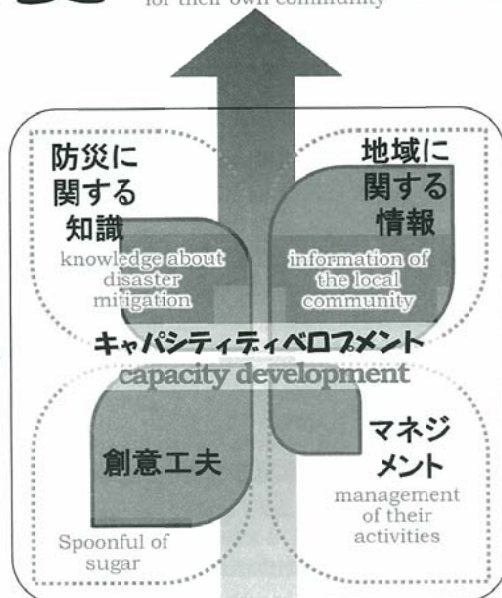 for their own community
防災に
関する
知識
knowledge about
disaster
mitigation
地域に
関する
情報
information of
the local
community
キャパシティディベロプメント
capacity development
創意工夫
Spoonful of
sugar
マネジ
メント
management
of their
activities